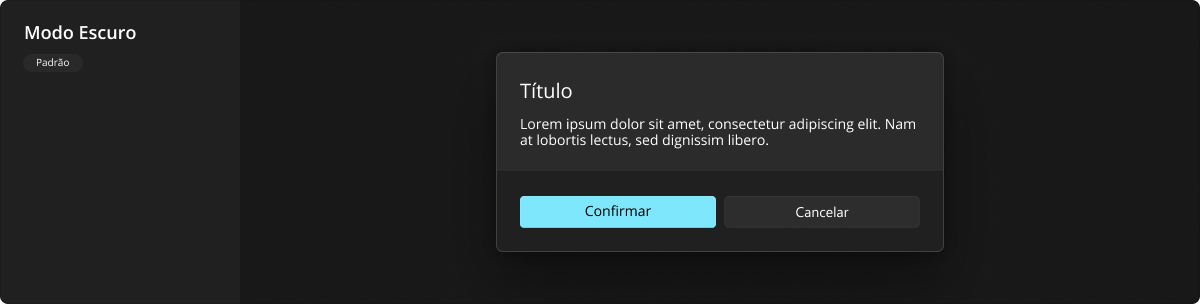 Modo Escuro
Padrão
Título
Lorem ipsum dolor sit amet, consectetur adipiscing elit. Nam
at lobortis lectus, sed dignissim libero.
Confirmar
Cancelar